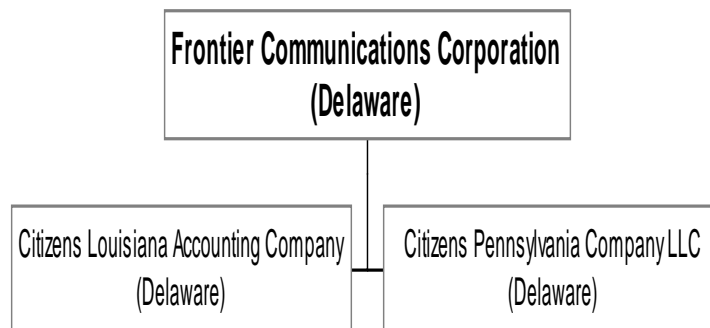 Frontier Communications Corporation
(Delaware)
Citizens Louisiana Accounting Company
(Delaware)
Citizens Pennsylvania Company LLC
(Delaware)